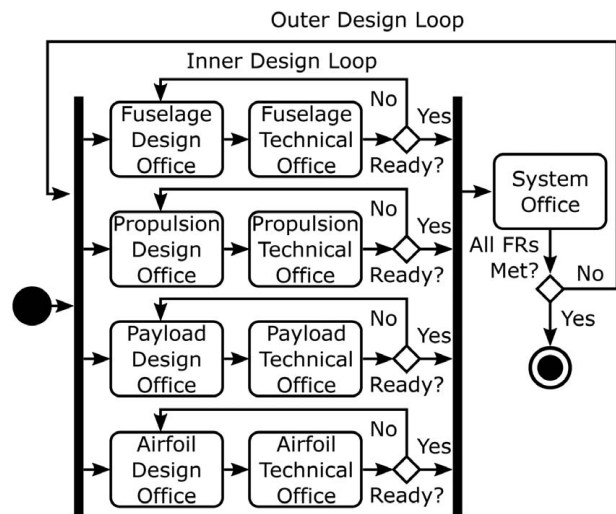 Outer Design Loop
Inner Design Loop
No
Yes
Fuselage
Design
Office
Fuselage
Technical
Office
Ready?
No
Yes
Propulsion
Design
Office
Propulsion
Technical
Office
Ready?
No
Yes
Payload
Design
Office
Payload
Technical
Office
Ready?
No
Yes
Airfoil
Design
Office
Airfoil
Technical
Office
Ready?
System
Office
All FRs
Met?
No
Yes